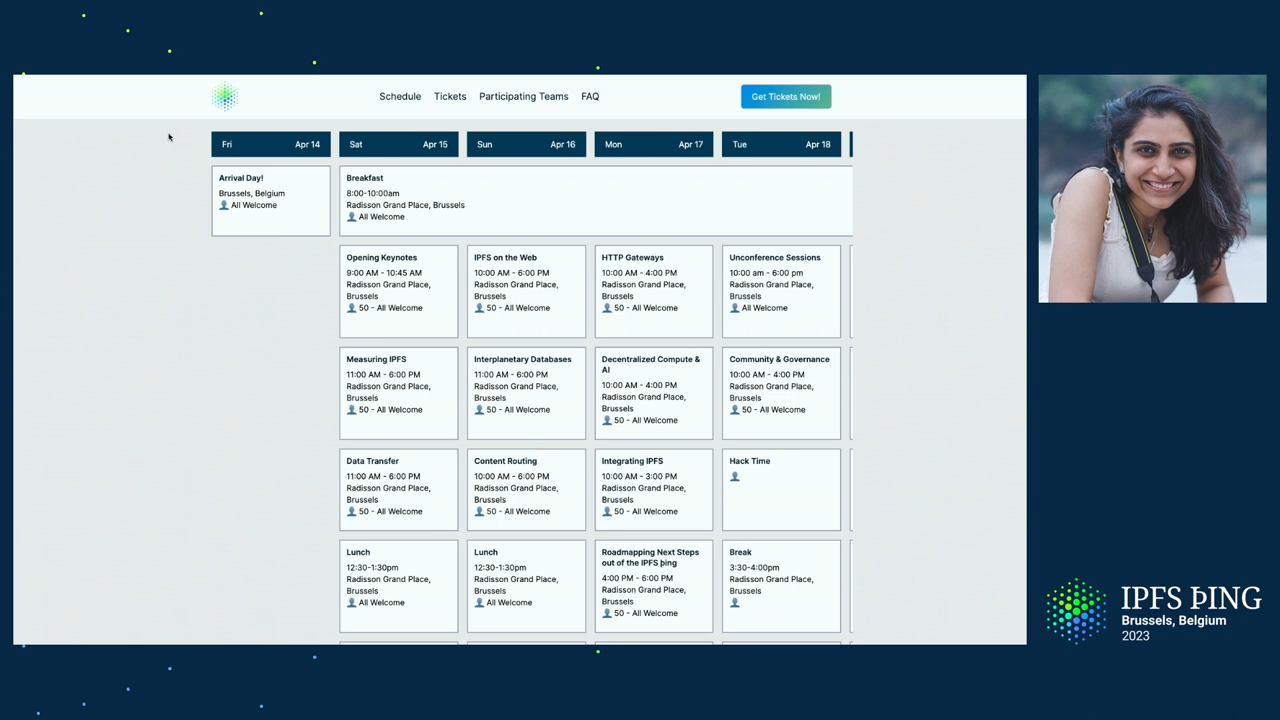 Schedule Tickets Participating Teams FAQ
Get Tickets Now!
Fri Apr 14
Sat Apr 15
Sun Apr 16
Mon Apr 17
Tue Apr 18
Arrival Day!
Brussels, Belgium
All Welcome
Breakfast
8:00-10:00am
Radisson Grand Place, Brussels
All Welcome
Opening Keynotes
9:00 AM - 10:45 AM
Radisson Grand Place,
Brussels
50 - All Welcome
IPFS on the Web
10:00 AM - 6:00 PM
Radisson Grand Place,
Brussels
50 - All Welcome
HTTP Gateways
10:00 AM - 4:00 PM
Radisson Grand Place,
Brussels
50 - All Welcome
Unconference Sessions
10:00 am - 6:00 pm
Radisson Grand Place,
Brussels
All Welcome
Measuring IPFS
11:00 AM - 6:00 PM
Radisson Grand Place,
Brussels
50 - All Welcome
Interplanetary Databases
11:00 AM - 6:00 PM
Radisson Grand Place,
Brussels
50 - All Welcome
Decentralized Compute &
AI
10:00 AM - 4:00 PM
Radisson Grand Place,
Brussels
50 - All Welcome
Community & Governance
10:00 AM - 4:00 PM
Radisson Grand Place,
Brussels
50 - All Welcome
Data Transfer
11:00 AM - 6:00 PM
Radisson Grand Place,
Brussels
50 - All Welcome
Content Routing
10:00 AM - 6:00 PM
Radisson Grand Place,
Brussels
50 - All Welcome
Integrating IPFS
10:00 AM - 3:00 PM
Radisson Grand Place,
Brussels
50 - All Welcome
Hack Time
Lunch
12:30-1:30pm
Radisson Grand Place,
Brussels
All Welcome
Lunch
12:30-1:30pm
Radisson Grand Place,
Brussels
All Welcome
Roadmapping Next Steps
out of the IPFS þing
4:00 PM - 6:00 PM
Radisson Grand Place,
Brussels
50 - All Welcome
Break
3:30-4:00pm
Radisson Grand Place,
Brussels
IPFS ÞING
Brussels, Belgium
2023